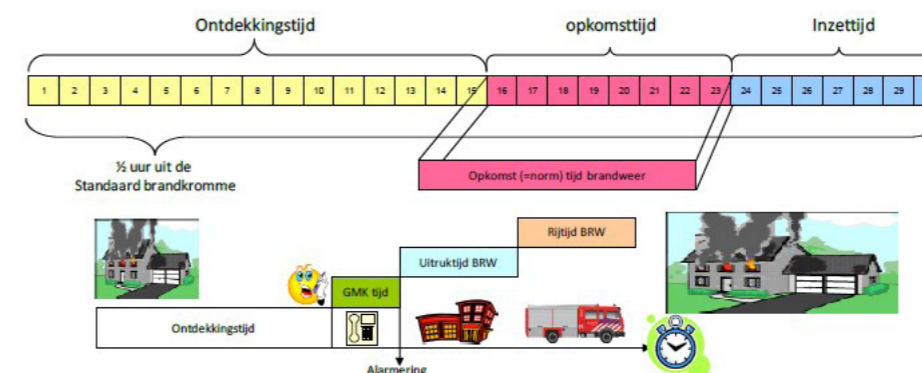 Ontdekkingstijd opkomsttijd Inzettijd
1 2 3 4 5 6 7 8 9 10 11 12 13 14 15 16 17 18 19 20 21 22 23 24 25 26 27 28 29
½ uur uit de
Standaard brandkromme
Opkomst (=norm) tijd brandweer
Rijtijd BRW
Uitruktijd BRW
GMK tijd
Ontdekkingstijd
Alarmering